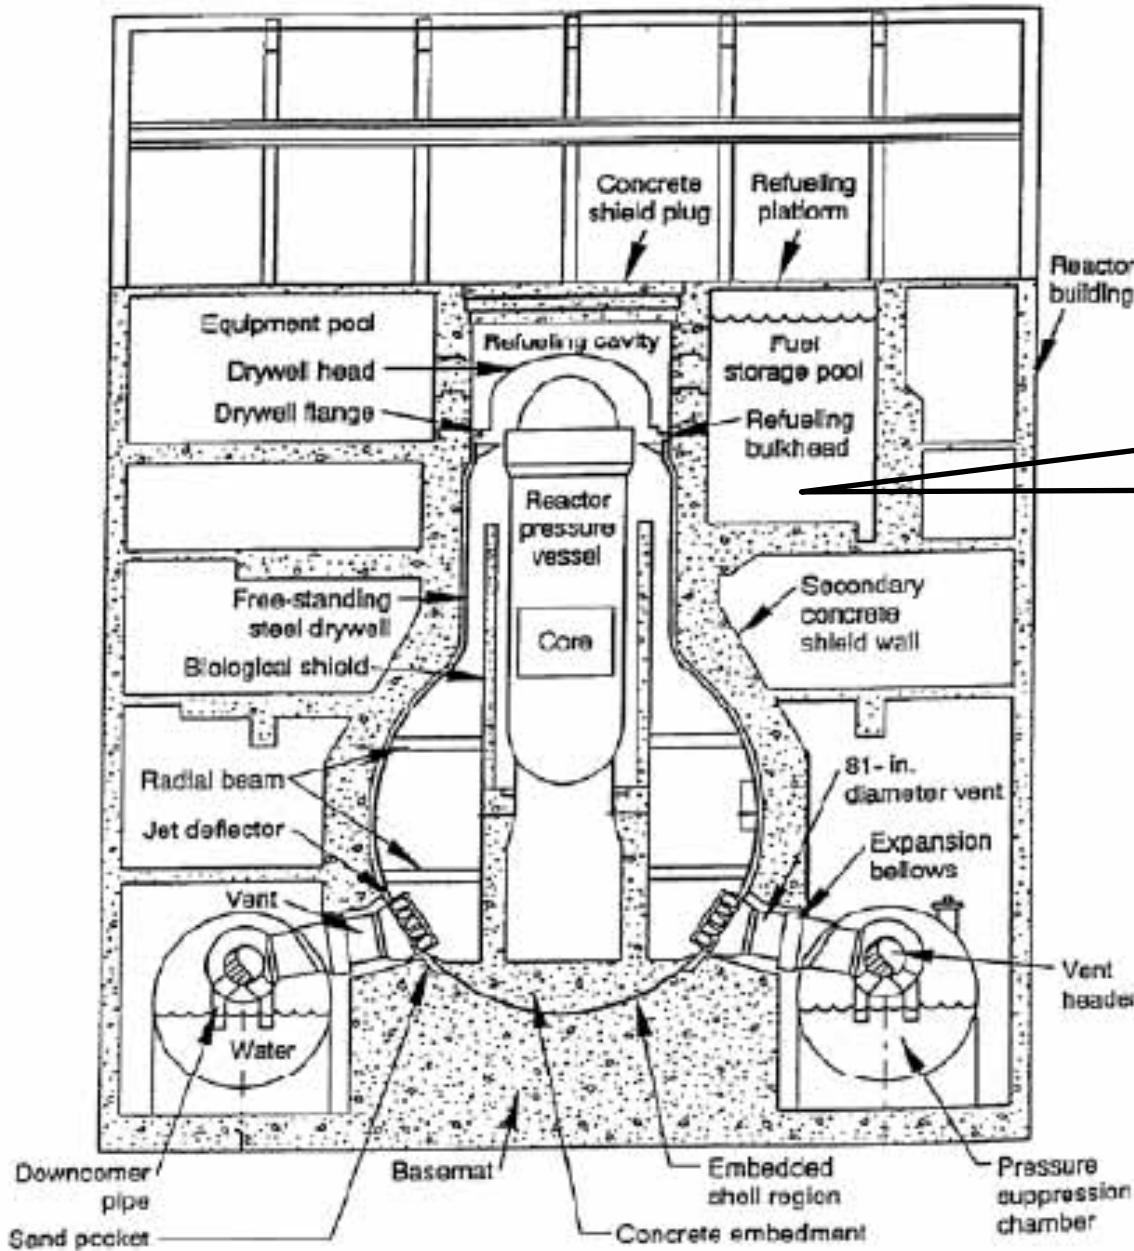 Concrete
shield plug
Refueling
platform
Reactor
building
Equipment pool
Refueling cavity
Fuel
storage pool
Drywell head
Drywell flange
Refueling
bulkhead
Reactor
pressure
vessel
Free-standing
steel drywell
Secondary
concrete
shield wall
Core
Biological shield
Radial beam
81-in.
diameter vent
Jet deflector
Expansion
bellows
Vent
Vent
header
Water
Downcomer
pipe
Basemat
Embedded
shell region
Pressure
suppression
chamber
Sand pocket
Concrete embedment